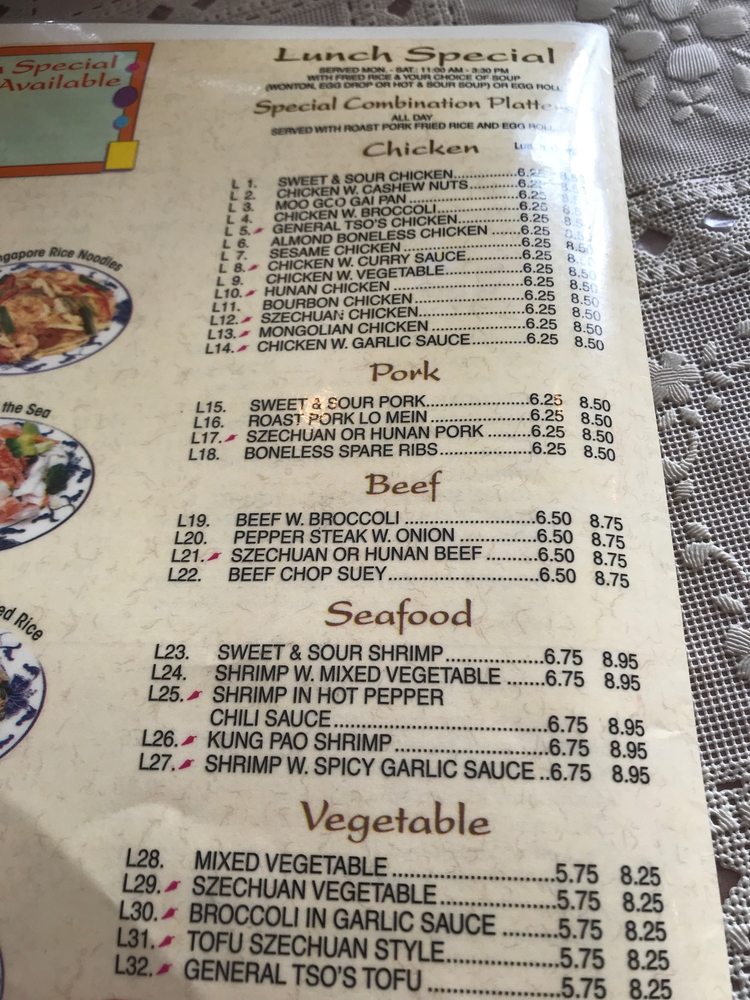 Special
Available
Lunch Special
SERVED MON. - SAT.: 11:00 AM - 3:30 PM
WITH FRIED RICE & YOUR CHOICE OF SOUP
(WONTON, EGG DROP OR HOT & SOUR SOUP) OR EGG ROLL
Special Combination Platters
ALL DAY
SERVED WITH ROAST PORK FRIED RICE AND EGG ROLL
Chicken
L 1. SWEET & SOUR CHICKEN 6.25 8.50
L 2. CHICKEN W. CASHEW NUTS 6.25
L 3. MOO GOO GAI PAN 6.25
L 4. CHICKEN W. BROCCOLI 6.25
L 5. GENERAL TSO'S CHICKEN 6.25
L 6. ALMOND BONELESS CHICKEN 6.25 8.50
L 7. SESAME CHICKEN 6.25 8.50
L 8. CHICKEN W. CURRY SAUCE 6.25 8.50
L 9. CHICKEN W. VEGETABLE 6.25 8.50
L10. HUNAN CHICKEN 6.25 8.50
L11. BOURBON CHICKEN 6.25 8.50
L12. SZECHUAN CHICKEN 6.25 8.50
L13. MONGOLIAN CHICKEN 6.25 8.50
L14. CHICKEN W. GARLIC SAUCE 6.25 8.50
Singapore Rice Noodles
Pork
L15. SWEET & SOUR PORK 6.25 8.50
L16. ROAST PORK LO MEIN 6.25 8.50
L17. SZECHUAN OR HUNAN PORK 6.25 8.50
L18. BONELESS SPARE RIBS 6.25 8.50
the Sea
Beef
L19. BEEF W. BROCCOLI 6.50 8.75
L20. PEPPER STEAK W. ONION 6.50 8.75
L21. SZECHUAN OR HUNAN BEEF 6.50 8.75
L22. BEEF CHOP SUEY 6.50 8.75
Rice
Seafood
L23. SWEET & SOUR SHRIMP 6.75 8.95
L24. SHRIMP W. MIXED VEGETABLE 6.75 8.95
L25. SHRIMP IN HOT PEPPER
CHILI SAUCE 6.75 8.95
L26. KUNG PAO SHRIMP 6.75 8.95
L27. SHRIMP W. SPICY GARLIC SAUCE 6.75 8.95
Vegetable
L28. MIXED VEGETABLE 5.75 8.25
L29. SZECHUAN VEGETABLE 5.75 8.25
L30. BROCCOLI IN GARLIC SAUCE 5.75 8.25
L31. TOFU SZECHUAN STYLE 5.75 8.25
L32. GENERAL TSO'S TOFU 5.75 8.25